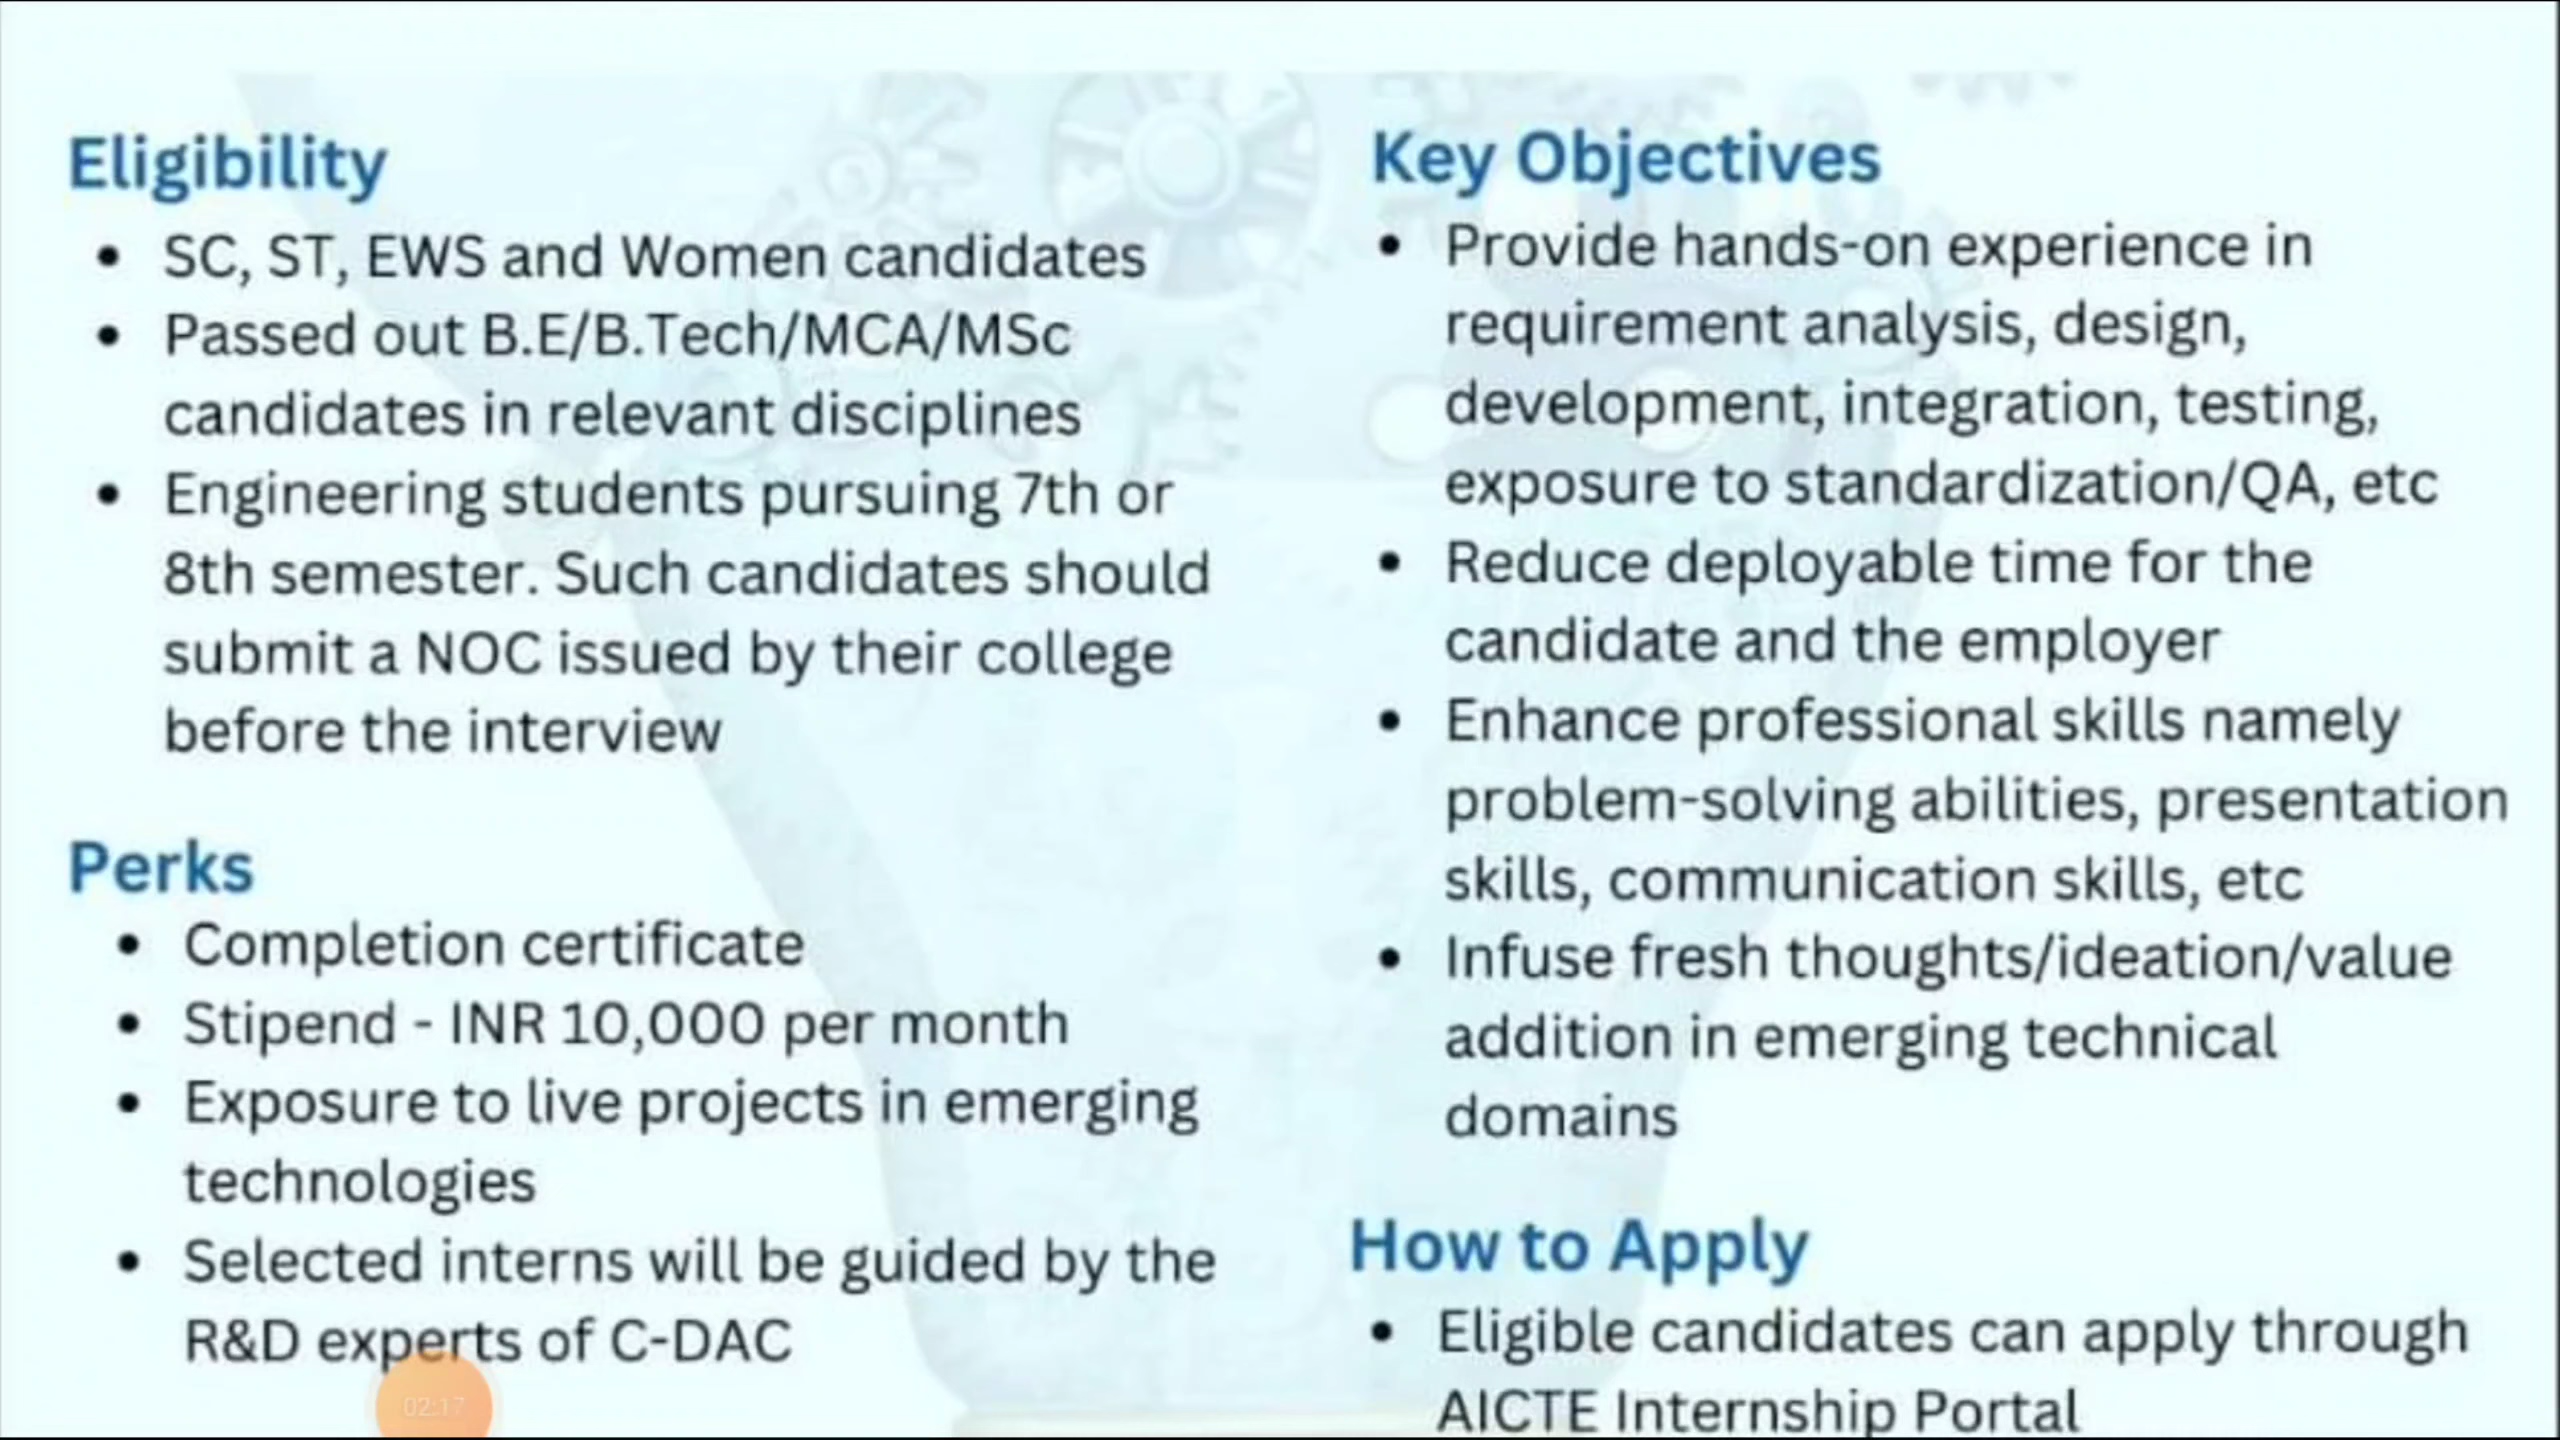 Eligibility
• SC, ST, EWS and Women candidates
• Passed out B.E/B.Tech/MCA/MSc
candidates in relevant disciplines
• Engineering students pursuing 7th or
8th semester. Such candidates should
submit a NOC issued by their college
before the interview
Perks
• Completion certificate
• Stipend - INR 10,000 per month
• Exposure to live projects in emerging
technologies
• Selected interns will be guided by the
R&D experts of C-DAC
02:17
Key Objectives
• Provide hands-on experience in
requirement analysis, design,
development, integration, testing,
exposure to standardization/QA, etc
• Reduce deployable time for the
candidate and the employer
• Enhance professional skills namely
problem-solving abilities, presentation
skills, communication skills, etc
• Infuse fresh thoughts/ideation/value
addition in emerging technical
domains
How to Apply
• Eligible candidates can apply through
AICTE Internship Portal